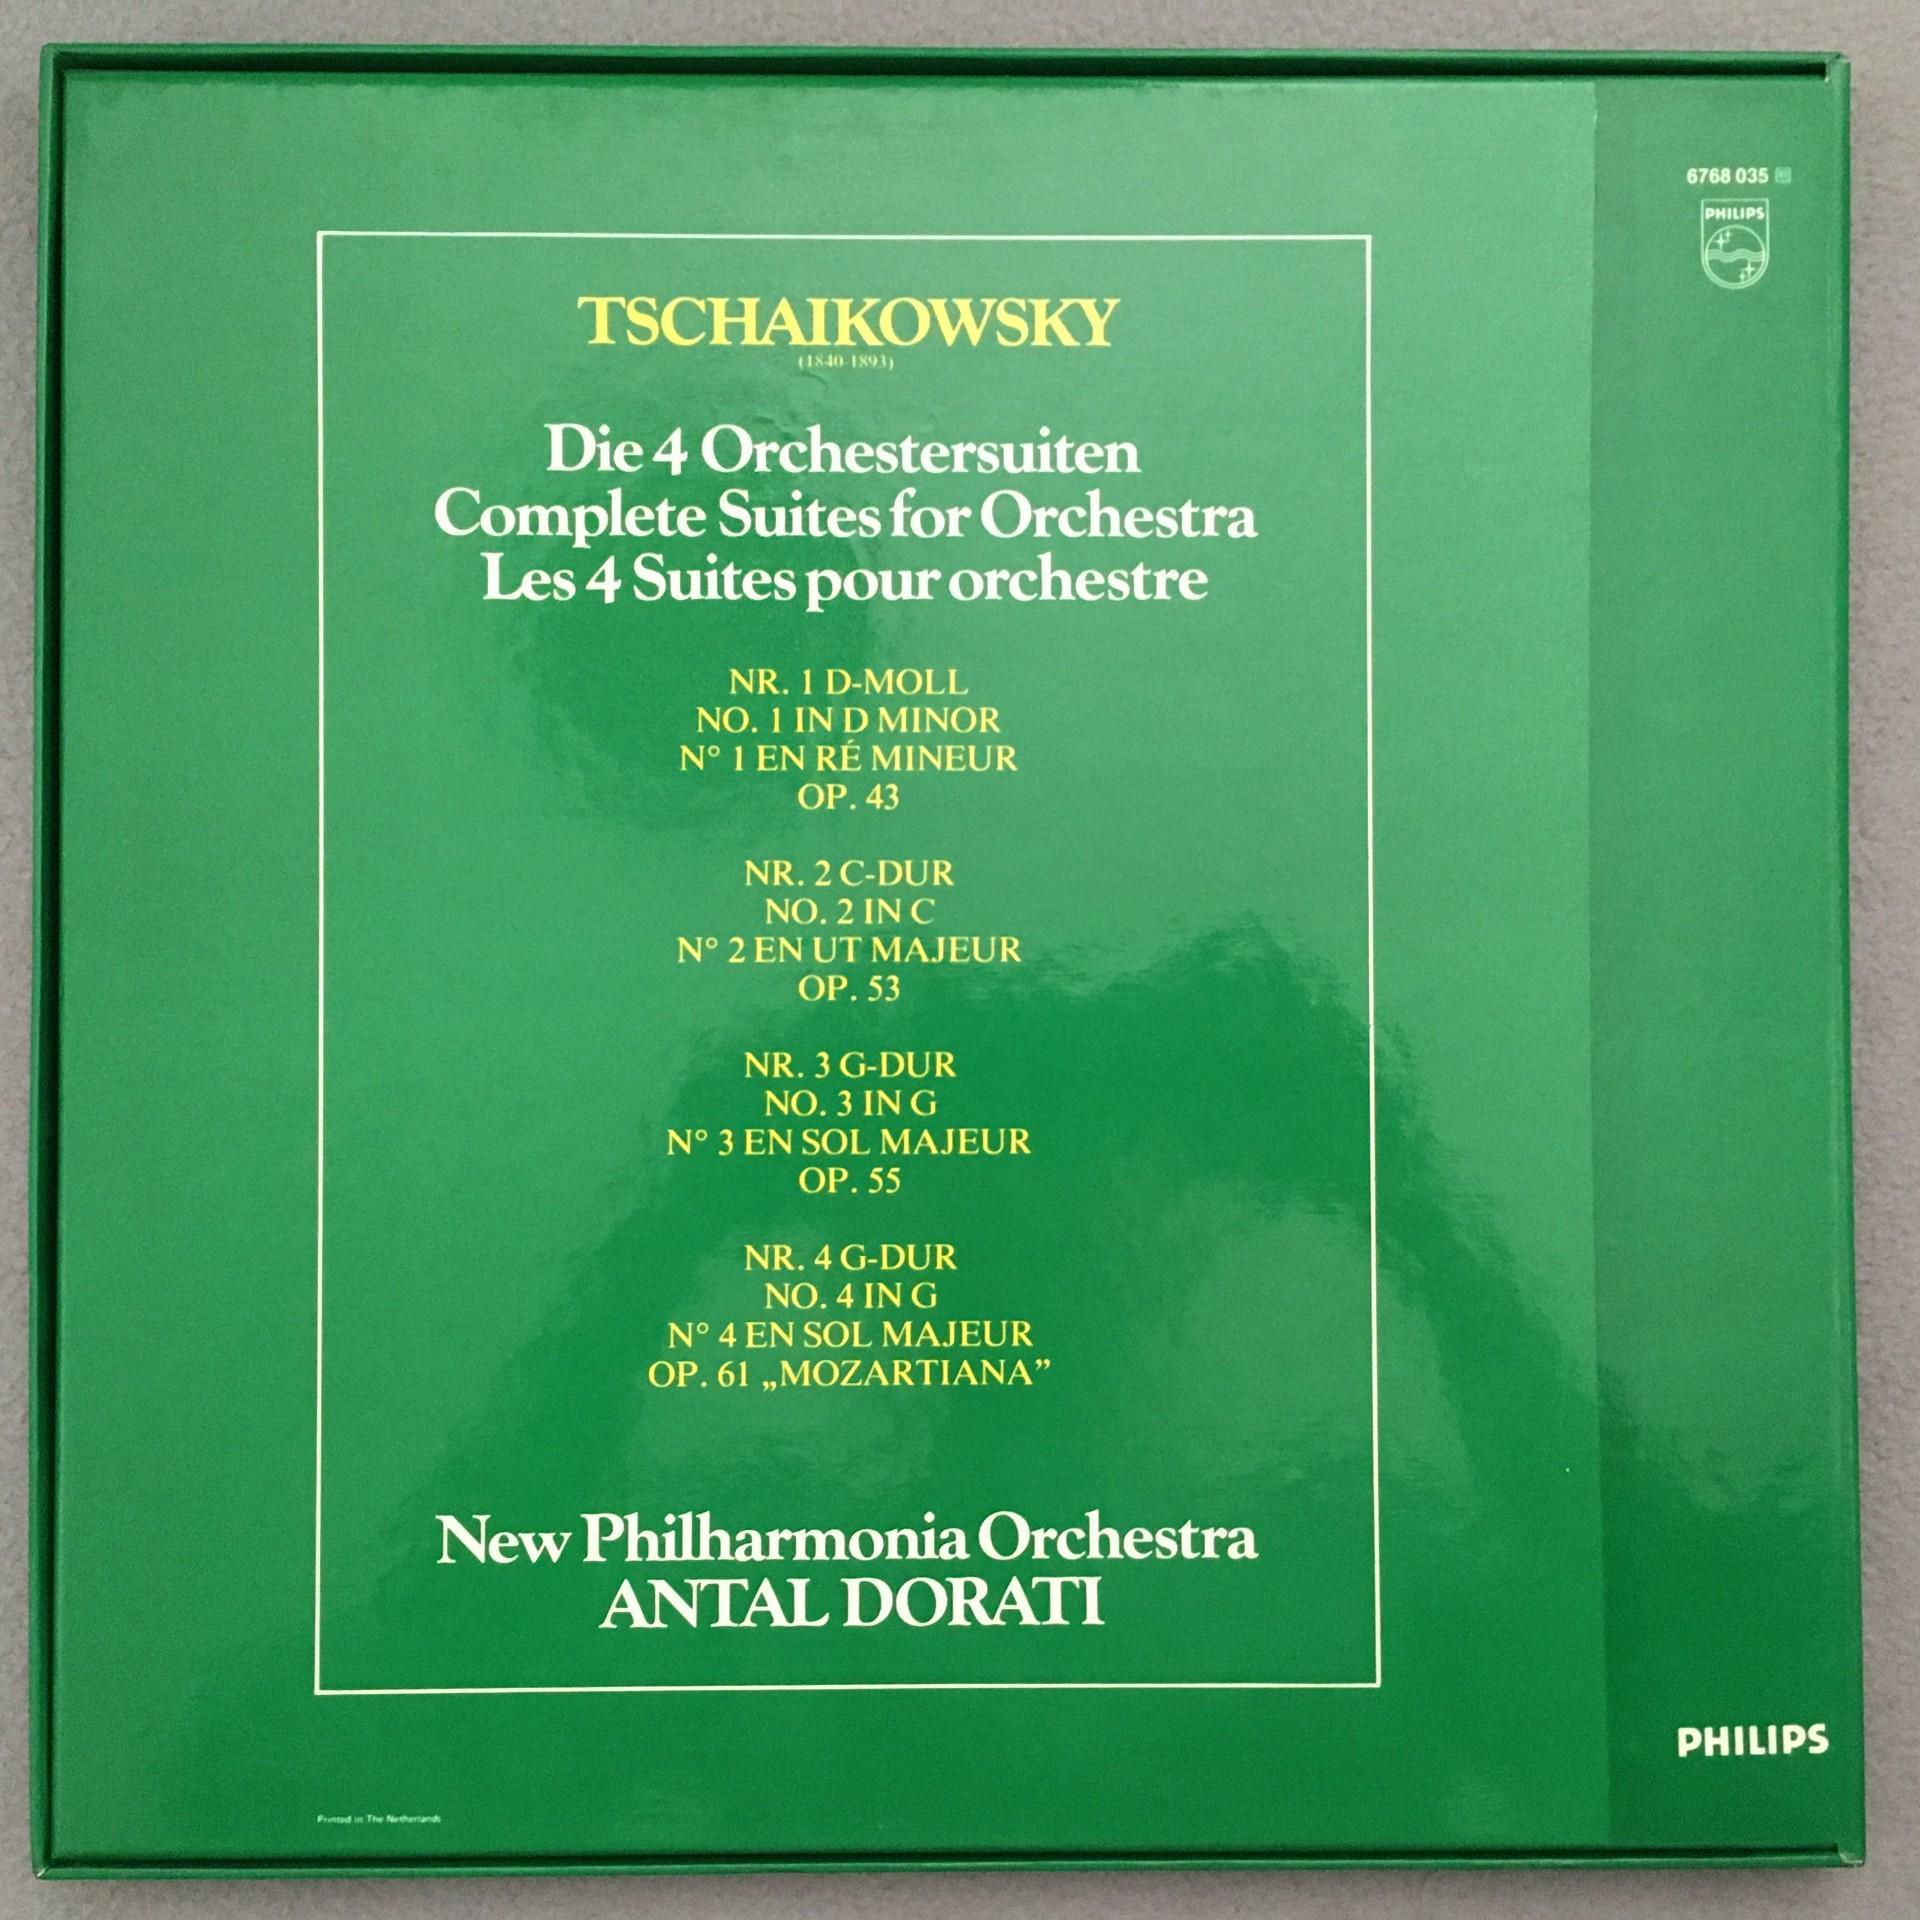 6768 035
PHILIPS
TSCHAIKOWSKY
(1840-1893)
Die 4 Orchestersuiten
Complete Suites for Orchestra
Les 4 Suites pour orchestre
NR. 1 D-MOLL
NO. 1 IN D MINOR
N° 1 EN RÉ MINEUR
OP. 43
NR. 2 C-DUR
NO. 2 IN C
N° 2 EN UT MAJEUR
OP. 53
NR. 3 G-DUR
NO. 3 IN G
N° 3 EN SOL MAJEUR
OP. 55
NR. 4 G-DUR
NO. 4 IN G
N° 4 EN SOL MAJEUR
OP. 61 „MOZARTIANA”
New Philharmonia Orchestra
ANTAL DORATI
PHILIPS
Printed in The Netherlands